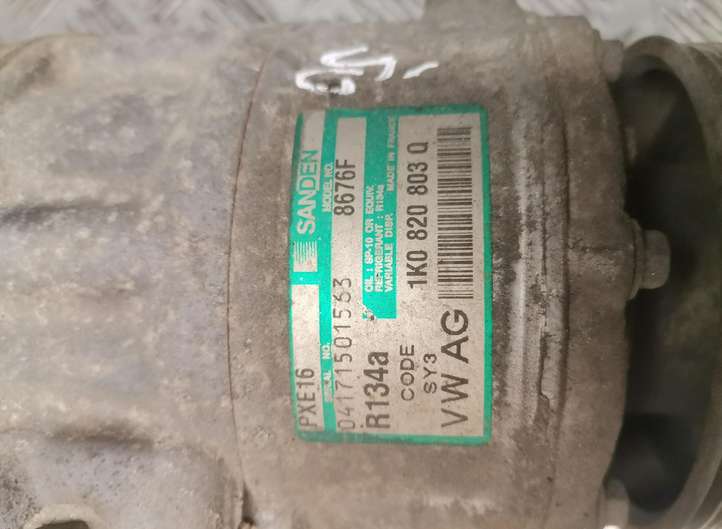 SANDEN
PXE16
MODEL NO.
8676F
SERIAL NO.
04171501563
OIL : SP-10 OR EQUIV.
REFRIGERANT : R134a
VARIABLE DISP. MADE IN FRANCE
R134a
1K0 820 803 Q
CODE
SY3
VW AG